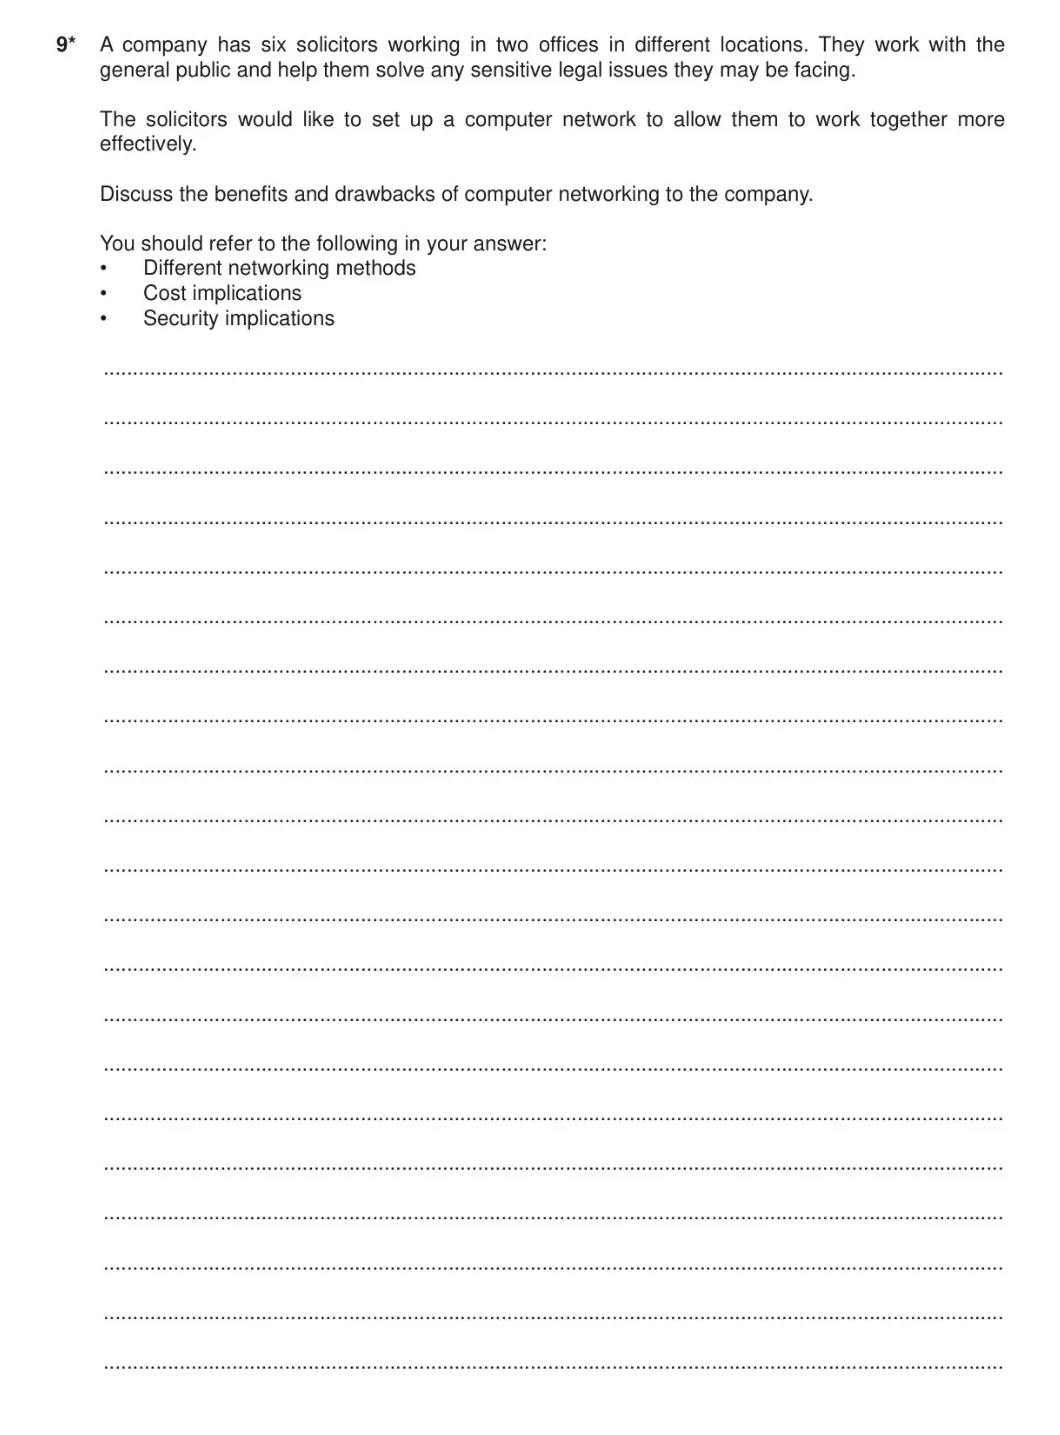 9* A company has six solicitors working in two offices in different locations. They work with the
general public and help them solve any sensitive legal issues they may be facing.
The solicitors would like to set up a computer network to allow them to work together more
effectively.
Discuss the benefits and drawbacks of computer networking to the company.
You should refer to the following in your answer:
• Different networking methods
• Cost implications
• Security implications